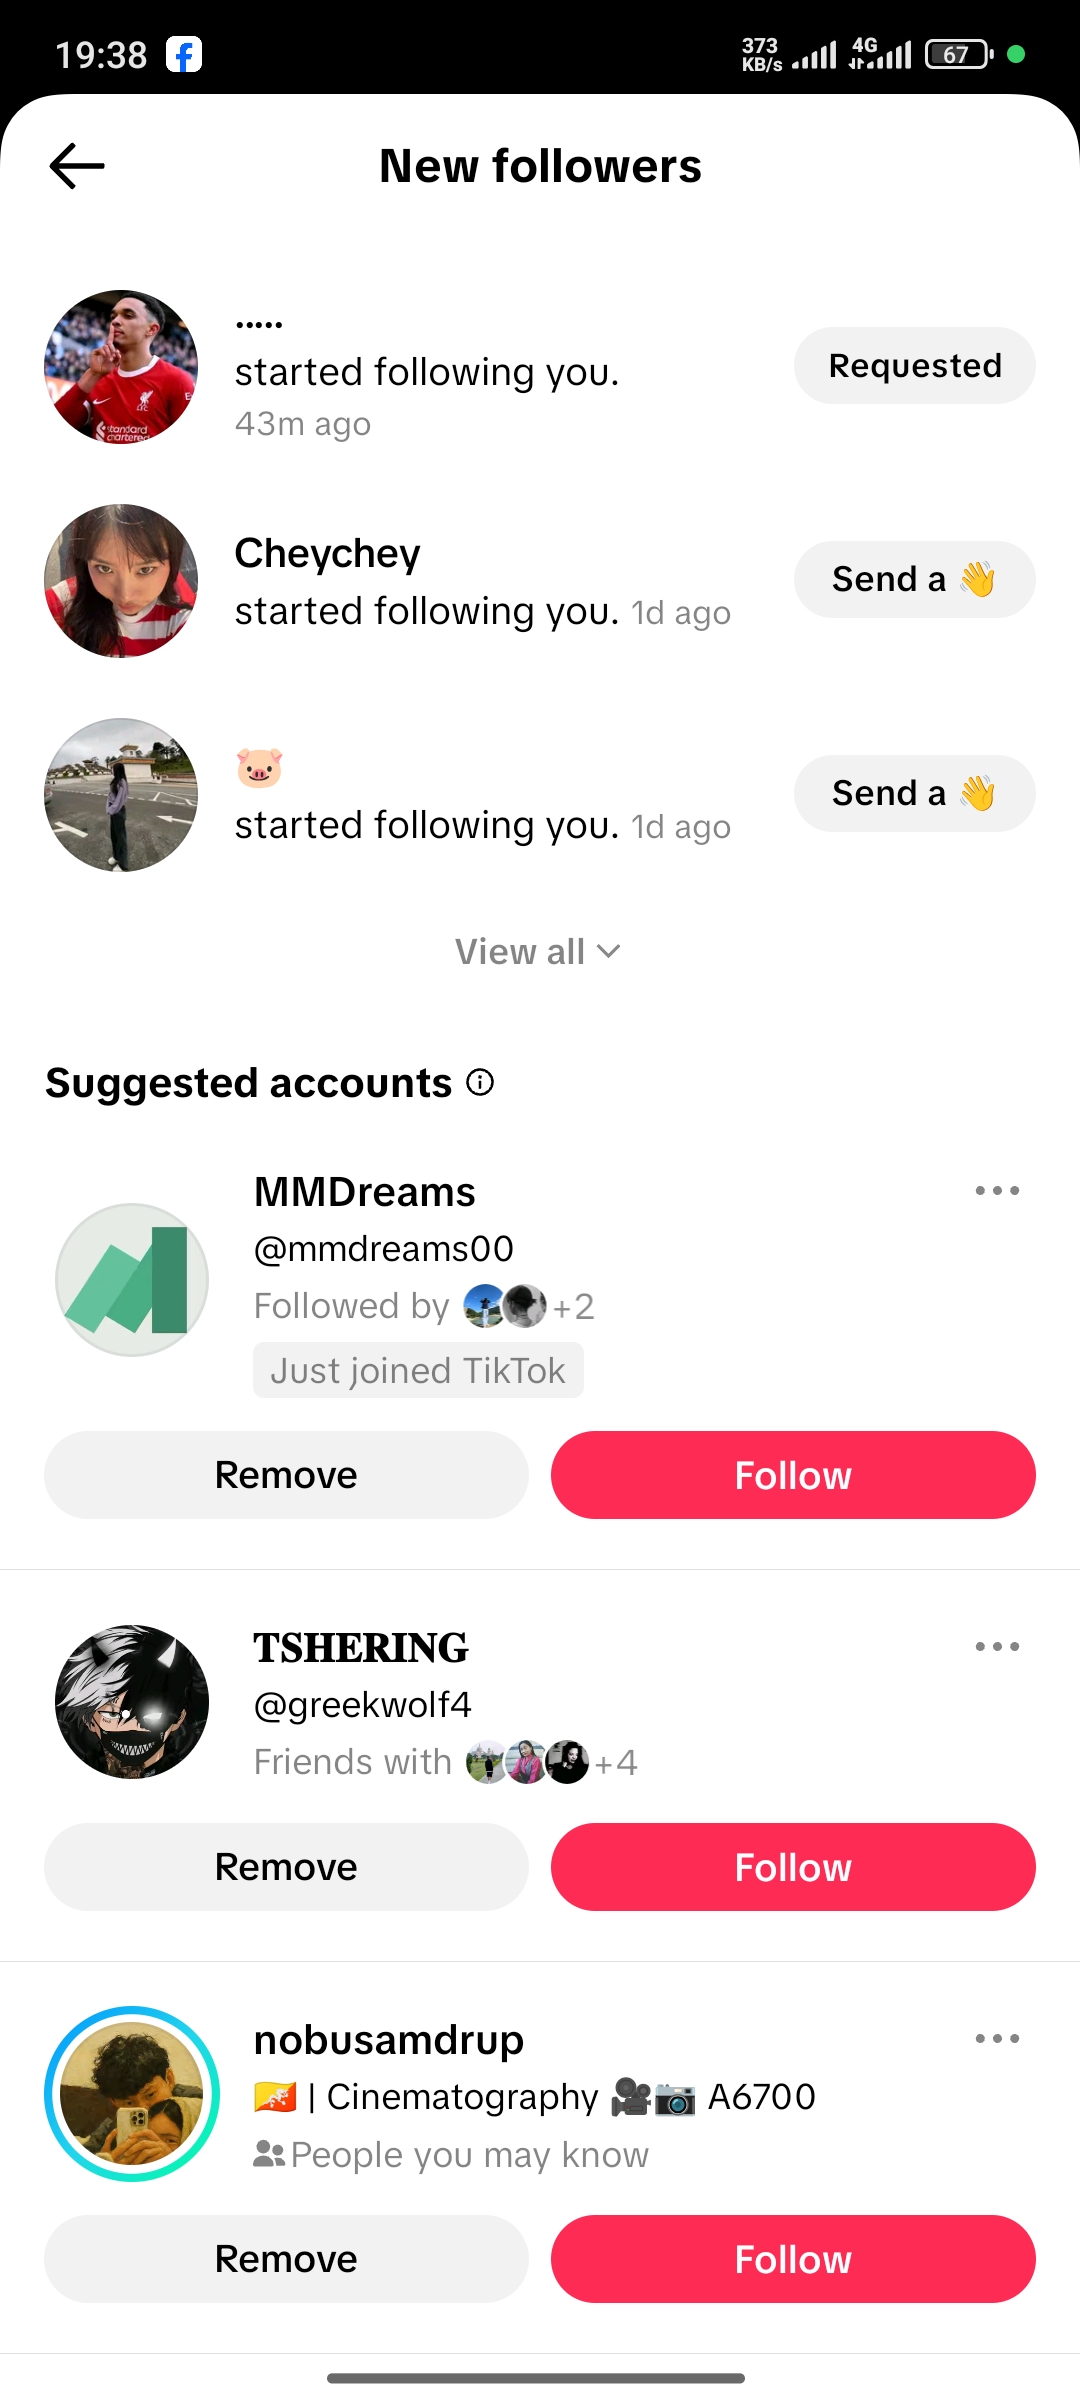 19:38
373
KB/s
4G
67
New followers
.....
started following you.
43m ago
Requested
Cheychey
started following you. 1d ago
Send a 👋
🐷
started following you. 1d ago
Send a 👋
View all
Suggested accounts
MMDreams
@mmdreams00
Followed by +2
Just joined TikTok
Remove
Follow
𝐓𝐒𝐇𝐄𝐑𝐈𝐍𝐆
@greekwolf4
Friends with +4
Remove
Follow
nobusamdrup
🇧🇹 | Cinematography 🎥📷 A6700
People you may know
Remove
Follow